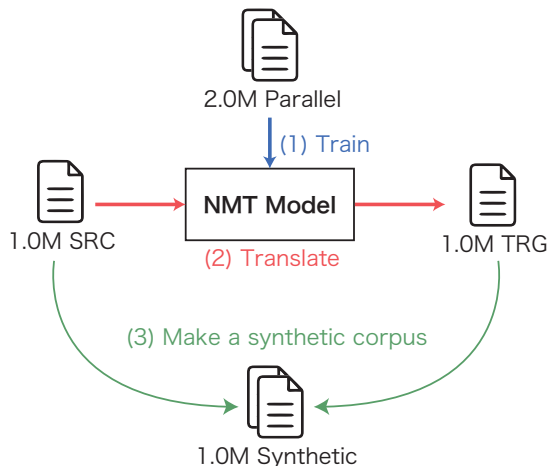 2.0M Parallel
(1) Train
NMT Model
1.0M SRC
1.0M TRG
(2) Translate
(3) Make a synthetic corpus
1.0M Synthetic